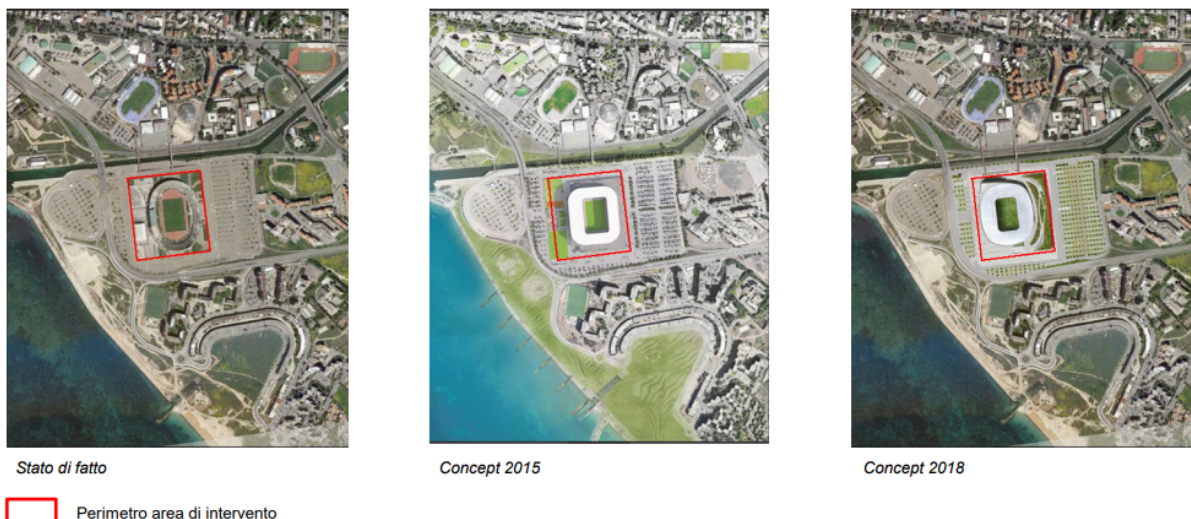 Stato di fatto
Concept 2015
Concept 2018
Perimetro area di intervento